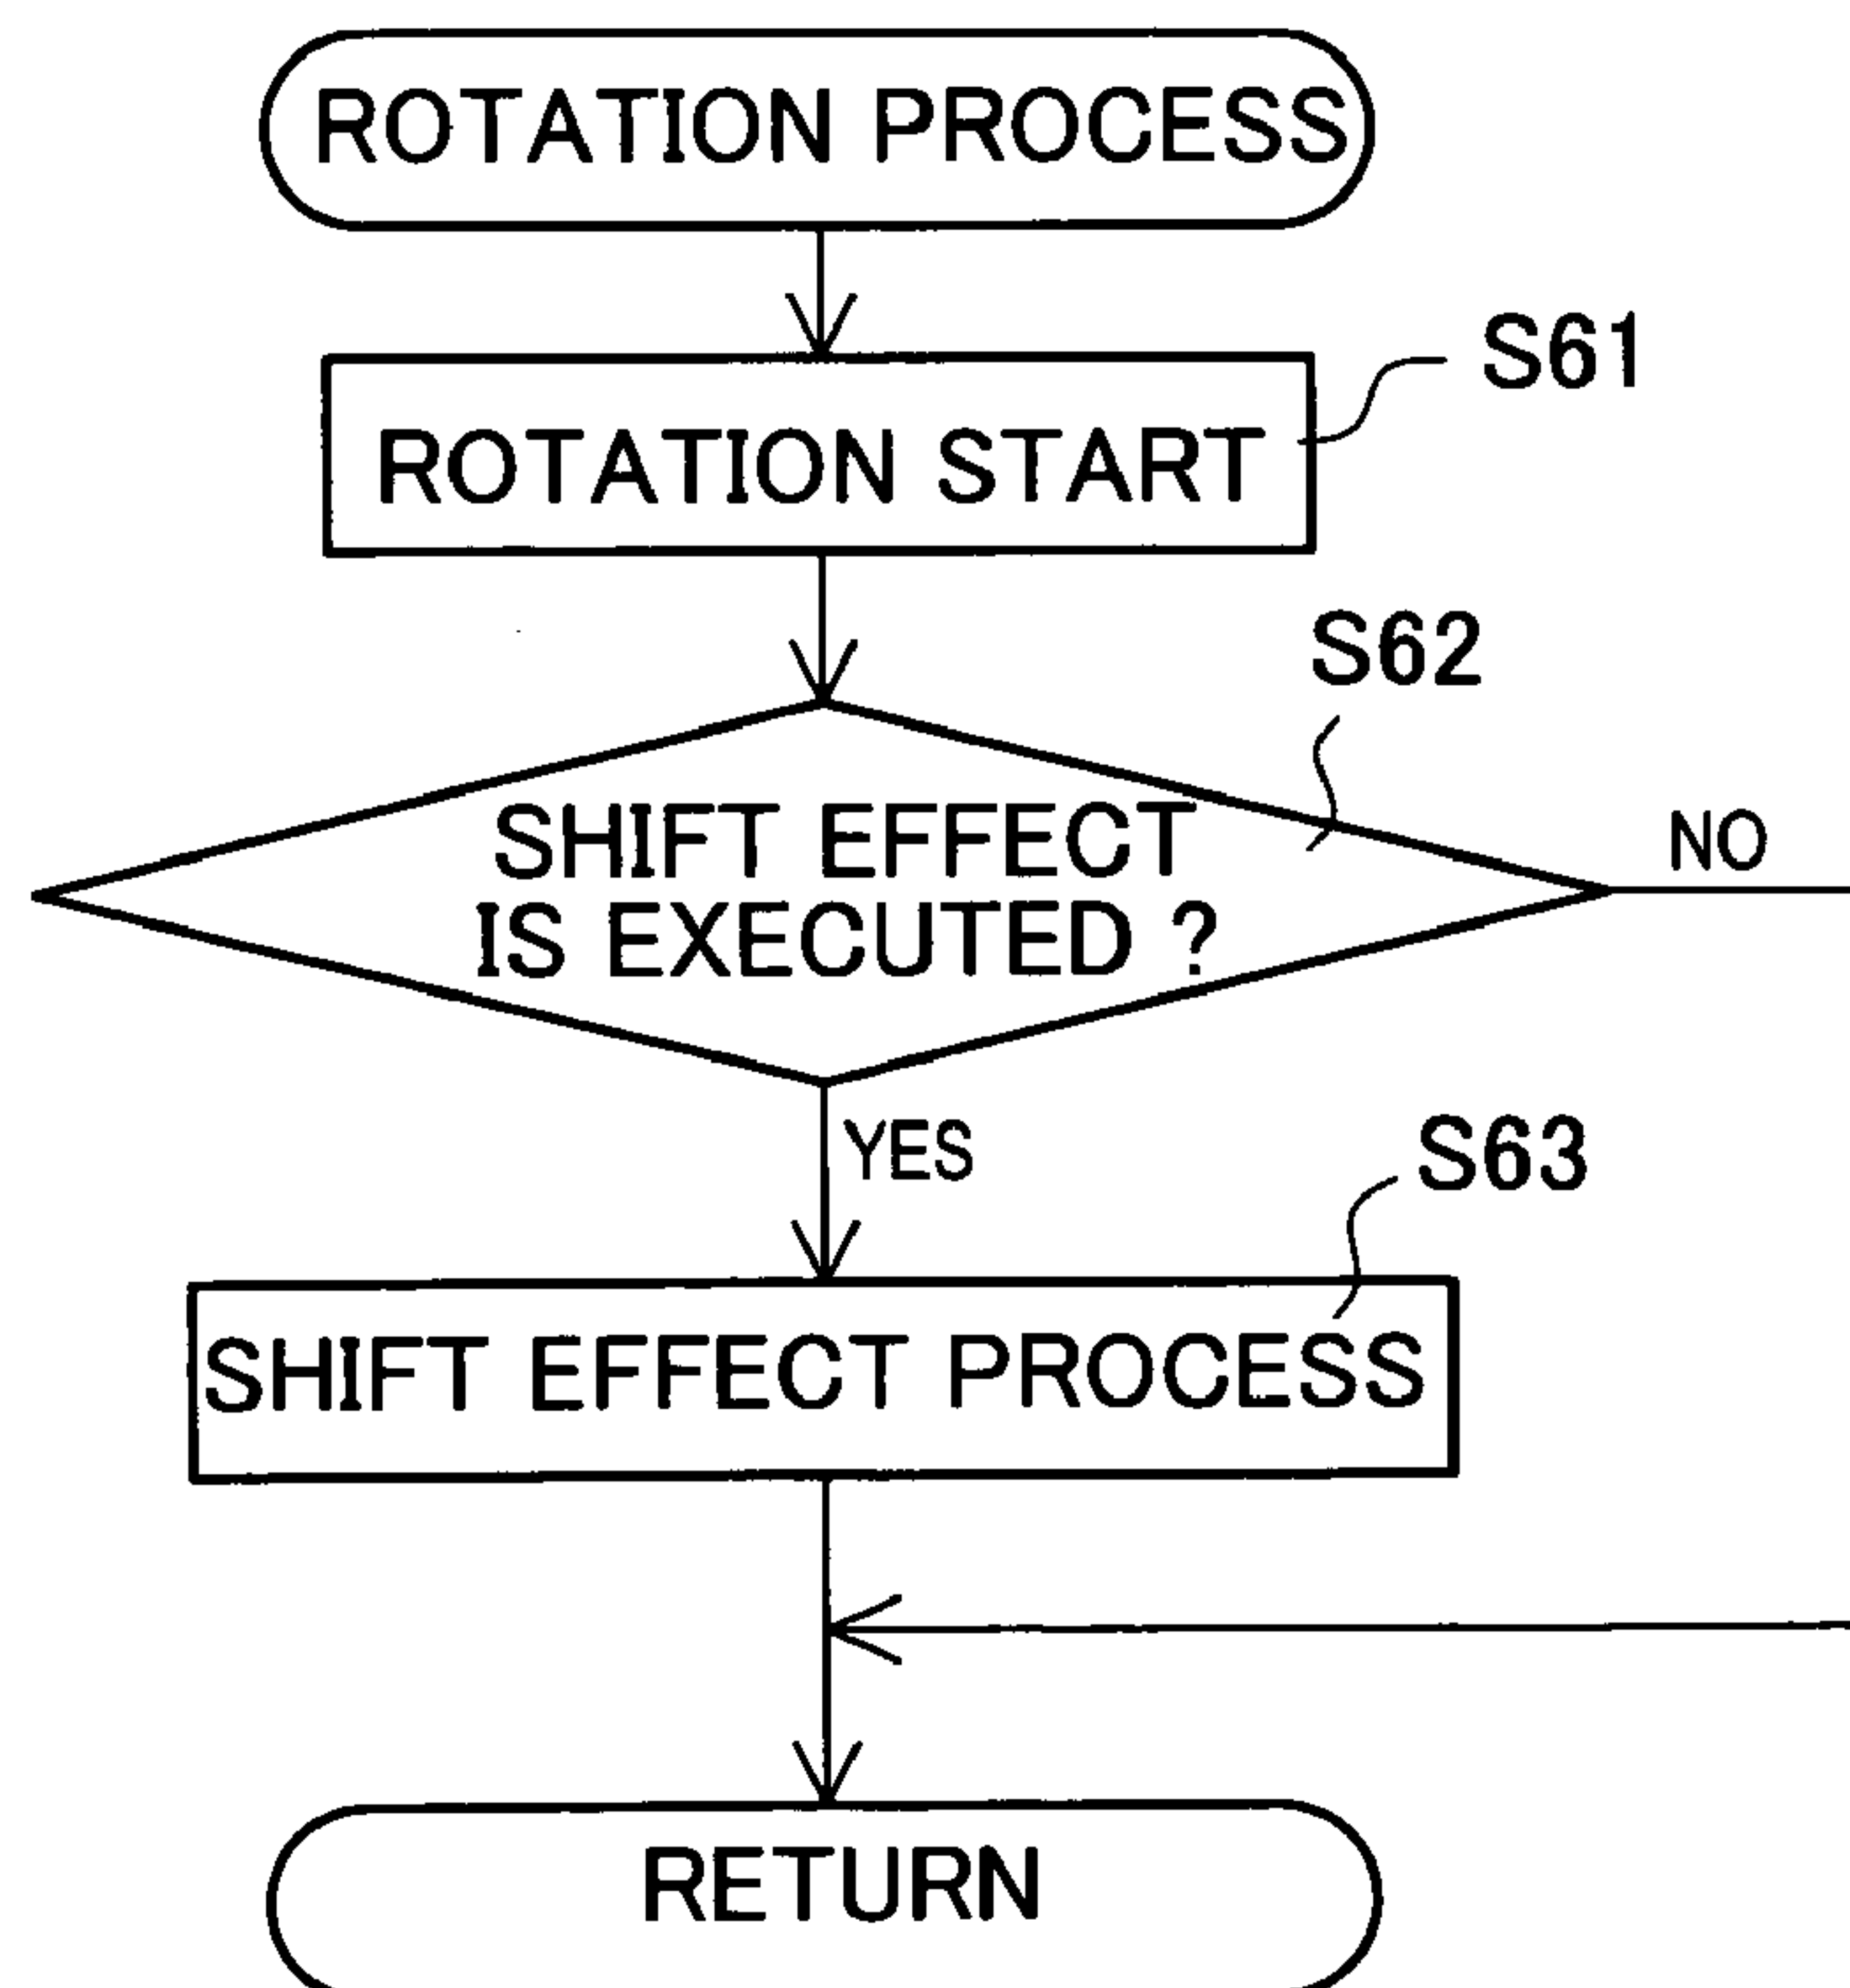 ROTATION PROCESS
S61
ROTATION START
S62
SHIFT EFFECT
IS EXECUTED ?
NO
YES
S63
SHIFT EFFECT PROCESS
RETURN